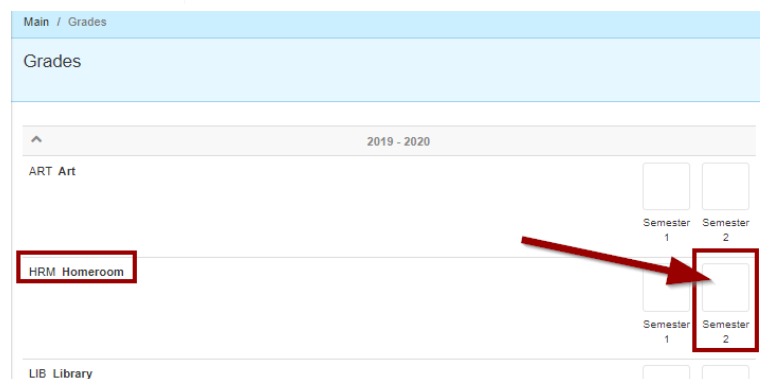 Main / Grades
Grades
2019 - 2020
ART Art
Semester 1
Semester 2
HRM Homeroom
Semester 1
Semester 2
LIB Library